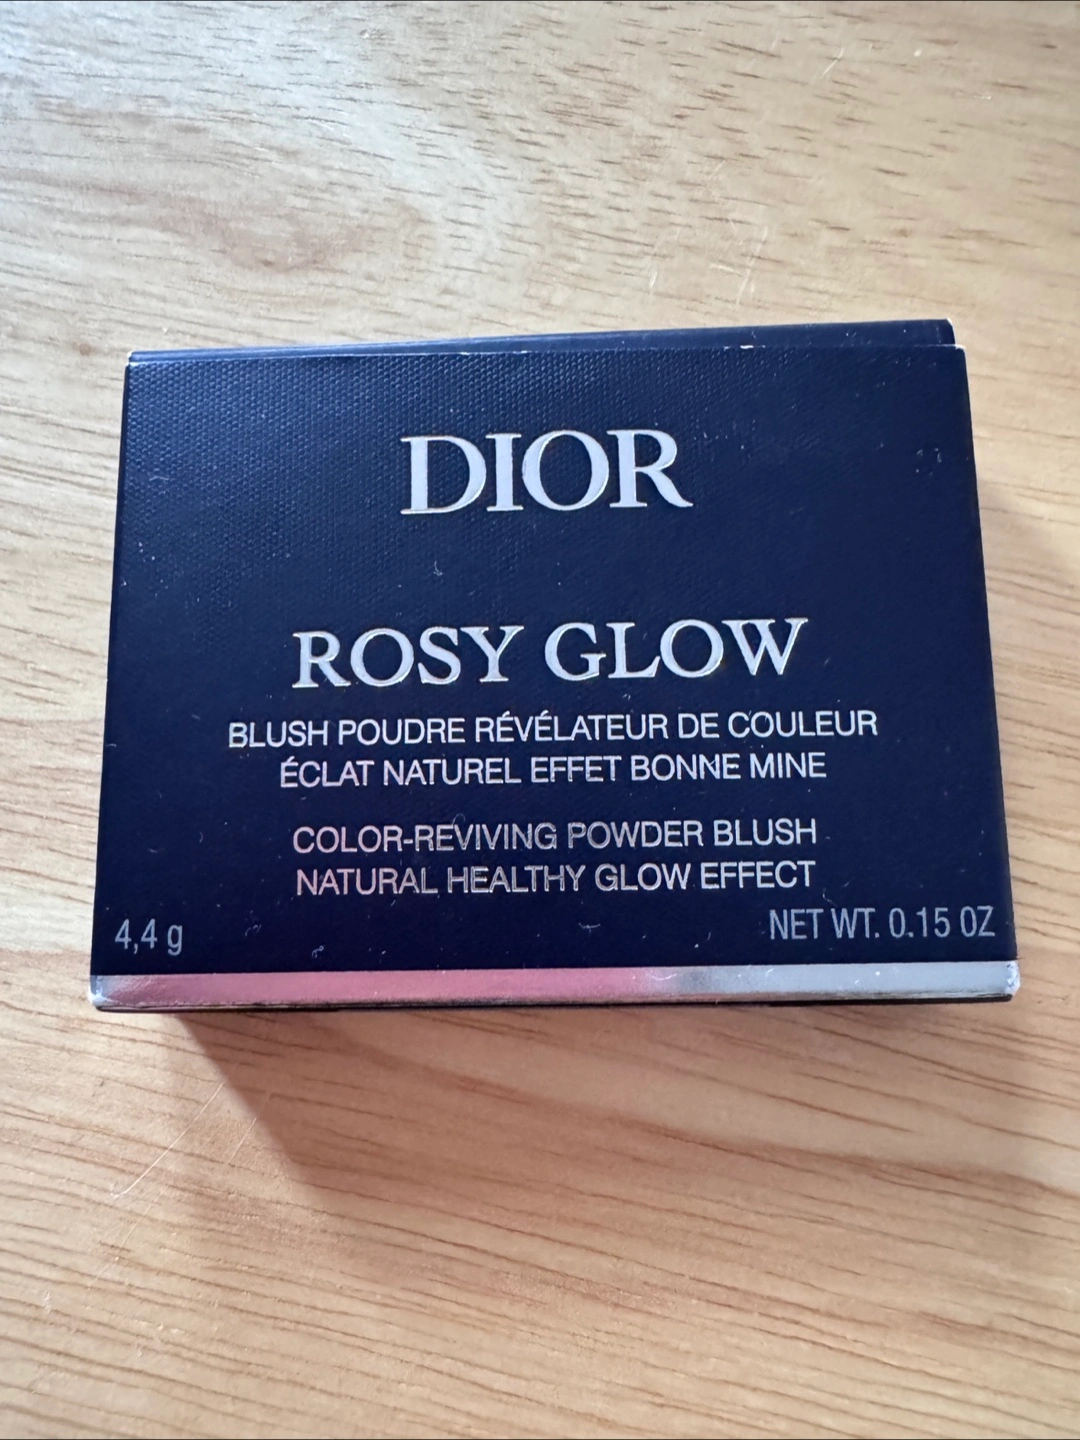 DIOR
ROSY GLOW
BLUSH POUDRE RÉVÉLATEUR DE COULEUR
ÉCLAT NATUREL EFFET BONNE MINE
COLOR-REVIVING POWDER BLUSH
NATURAL HEALTHY GLOW EFFECT
4,4 g
NET WT. 0.15 OZ